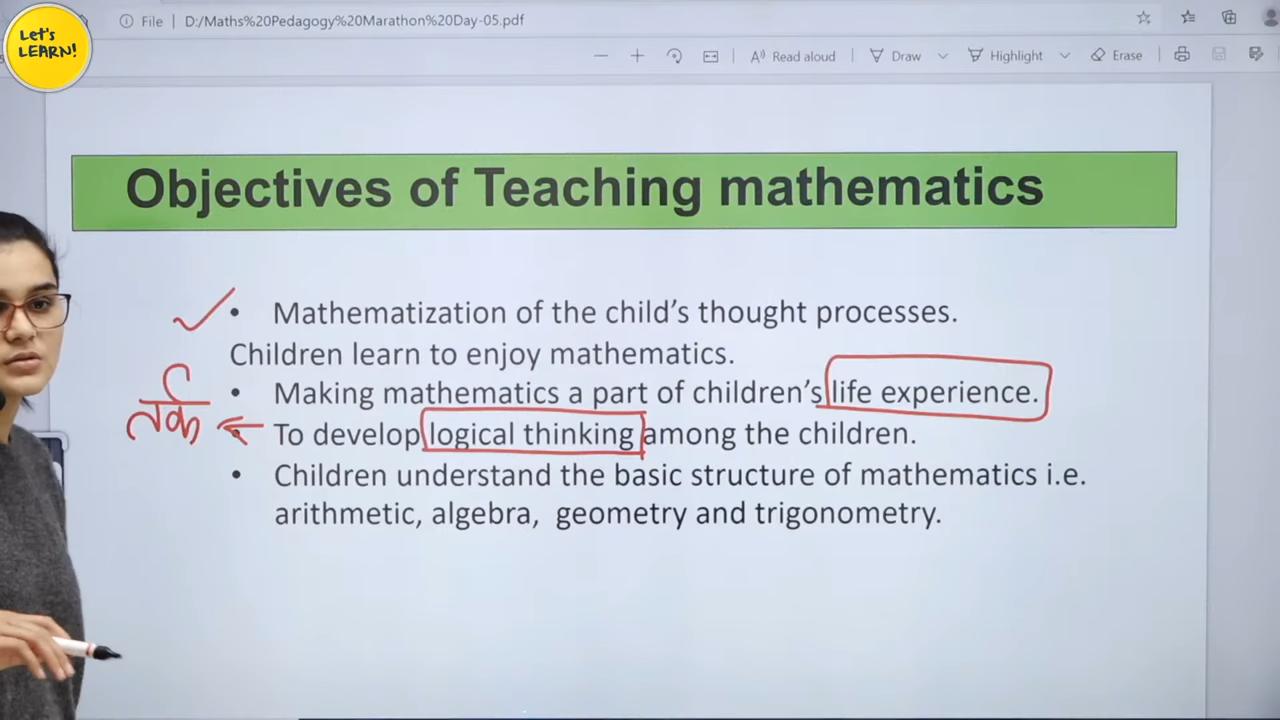 Let's
LEARN!
File D:/Maths%20Pedagogy%20Marathon%20Day-05.pdf
Read aloud Draw Highlight Erase
Objectives of Teaching mathematics
• Mathematization of the child's thought processes.
Children learn to enjoy mathematics.
• Making mathematics a part of children's life experience.
• To develop logical thinking among the children.
• Children understand the basic structure of mathematics i.e.
arithmetic, algebra, geometry and trigonometry.